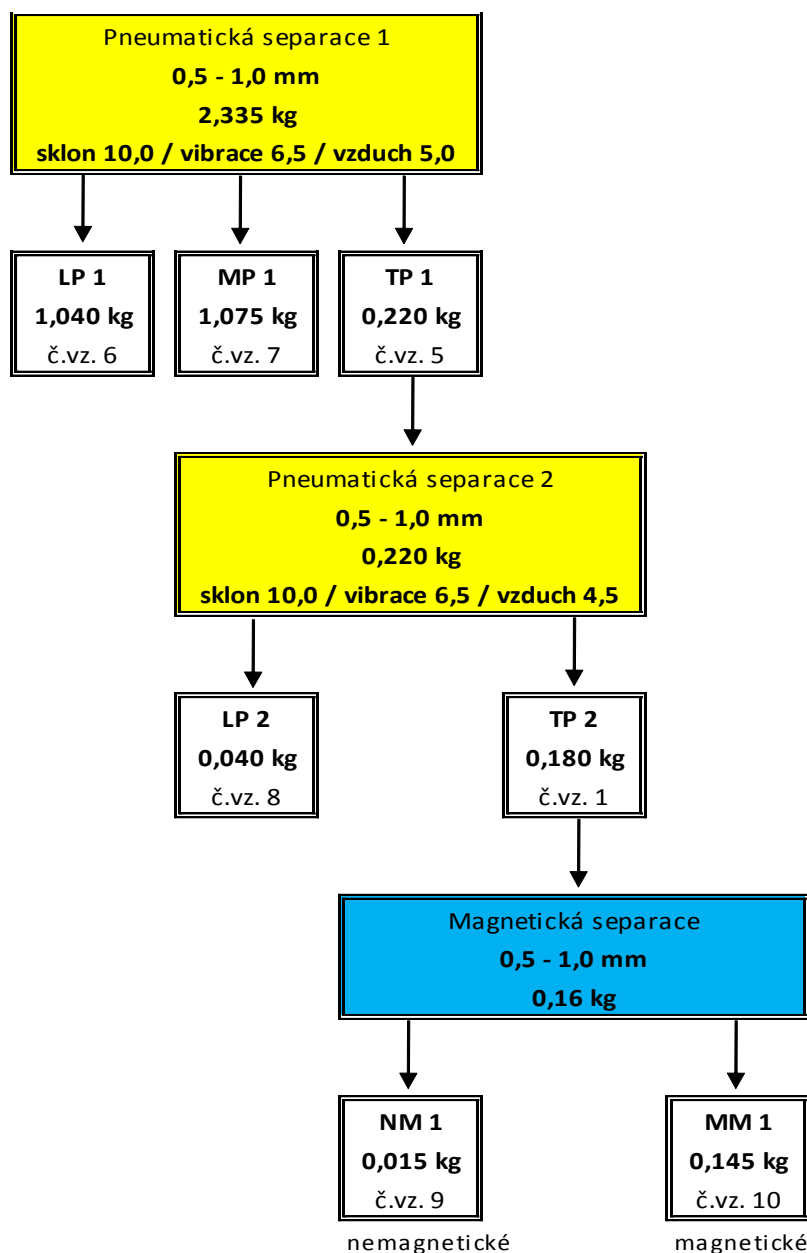 Pneumatická separace 1
0,5 - 1,0 mm
2,335 kg
sklon 10,0 / vibrace 6,5 / vzduch 5,0
LP 1
1,040 kg
č.vz. 6
MP 1
1,075 kg
č.vz. 7
TP 1
0,220 kg
č.vz. 5
Pneumatická separace 2
0,5 - 1,0 mm
0,220 kg
sklon 10,0 / vibrace 6,5 / vzduch 4,5
LP 2
0,040 kg
č.vz. 8
TP 2
0,180 kg
č.vz. 1
Magnetická separace
0,5 - 1,0 mm
0,16 kg
NM 1
0,015 kg
č.vz. 9
nemagnetické
MM 1
0,145 kg
č.vz. 10
magnetické